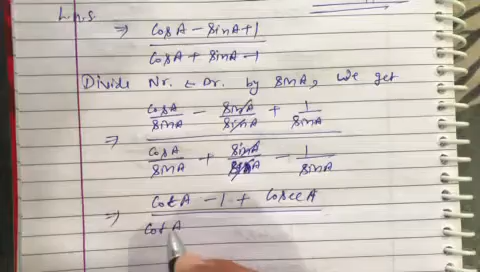 L.H.S.
⇒ CosA - SinA + 1
CosA + SinA - 1
Divide Nr. & Dr. by SinA, we get
CosA/SinA - SinA/SinA + 1/SinA
⇒
CosA/SinA + SinA/SinA - 1/SinA
⇒ CotA - 1 + CosecA
CotA